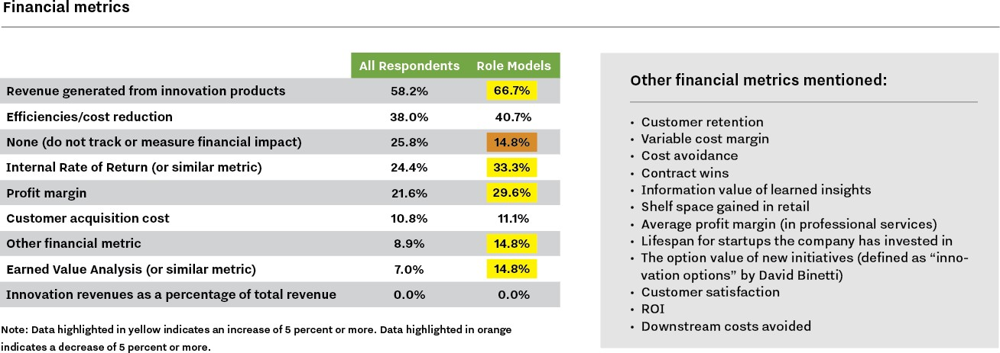 Financial metrics
All Respondents Role Models
Revenue generated from innovation products 58.2% 66.7%
Efficiencies/cost reduction 38.0% 40.7%
None (do not track or measure financial impact) 25.8% 14.8%
Internal Rate of Return (or similar metric) 24.4% 33.3%
Profit margin 21.6% 29.6%
Customer acquisition cost 10.8% 11.1%
Other financial metric 8.9% 14.8%
Earned Value Analysis (or similar metric) 7.0% 14.8%
Innovation revenues as a percentage of total revenue 0.0% 0.0%
Note: Data highlighted in yellow indicates an increase of 5 percent or more. Data highlighted in orange
indicates a decrease of 5 percent or more.
Other financial metrics mentioned:
• Customer retention
• Variable cost margin
• Cost avoidance
• Contract wins
• Information value of learned insights
• Shelf space gained in retail
• Average profit margin (in professional services)
• Lifespan for startups the company has invested in
• The option value of new initiatives (defined as “inno-
vation options” by David Binetti)
• Customer satisfaction
• ROI
• Downstream costs avoided